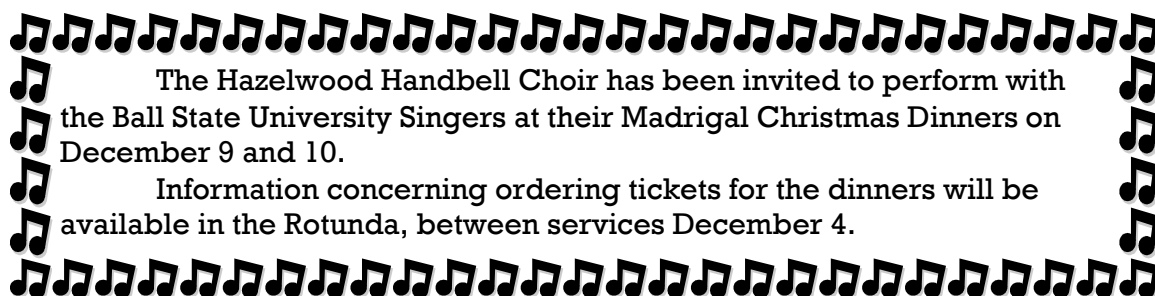 The Hazelwood Handbell Choir has been invited to perform with
the Ball State University Singers at their Madrigal Christmas Dinners on
December 9 and 10.
Information concerning ordering tickets for the dinners will be
available in the Rotunda, between services December 4.